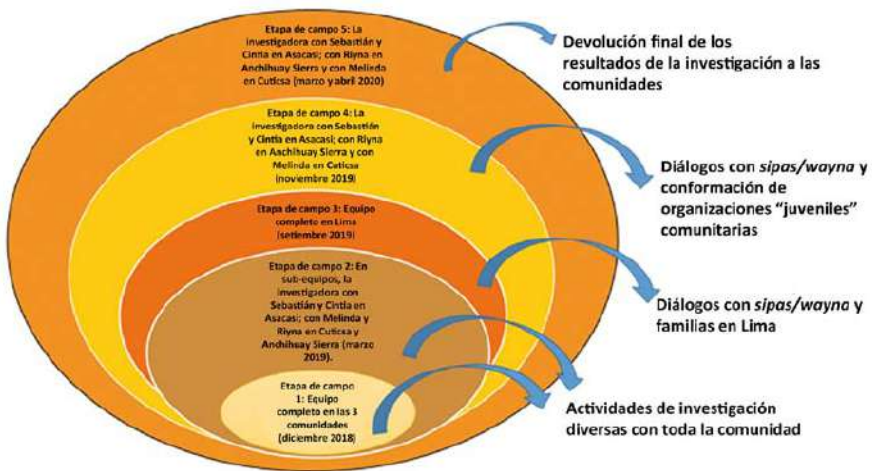 Etapa de campo 5: La
investigadora con Sebastián y
Cintia en Asacasi; con Riyna en
Anchihuay Sierra y con Melinda
en Cuticsa (marzo y abril 2020)
Etapa de campo 4: La
investigadora con Sebastián
y Cintia en Asacasi; con Riyna
en Anchihuay Sierra y con
Melinda en Cuticsa
(noviembre 2019)
Etapa de campo 3: Equipo
completo en Lima
(setiembre 2019)
Etapa de campo 2: En
sub-equipos, la
investigadora con
Sebastián y Cintia en
Asacasi; con Melinda y
Riyna en Cuticsa y
Anchihuay Sierra (marzo
2019).
Etapa de campo
1: Equipo
completo en las 3
comunidades
(diciembre 2018)
Devolución final de los
resultados de la investigación a las
comunidades
Diálogos con sipas/wayna y
conformación de
organizaciones “juveniles”
comunitarias
Diálogos con sipas/wayna y
familias en Lima
Actividades de investigación
diversas con toda la comunidad